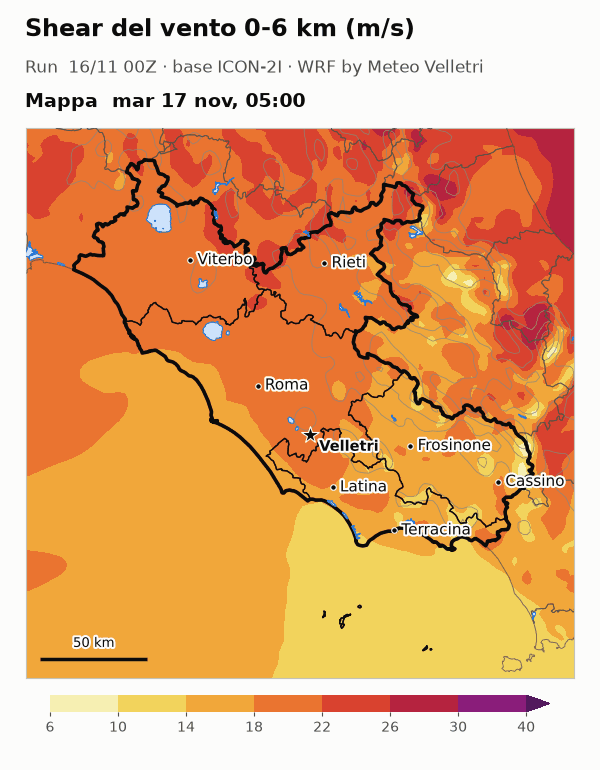 Shear del vento 0-6 km (m/s)
Run  16/11 00Z · base ICON-2I · WRF by Meteo Velletri
Mappa  mar 17 nov, 05:00
Viterbo
Rieti
Roma
Velletri
Frosinone
Cassino
Latina
Terracina
50 km
6 10 14 18 22 26 30 40